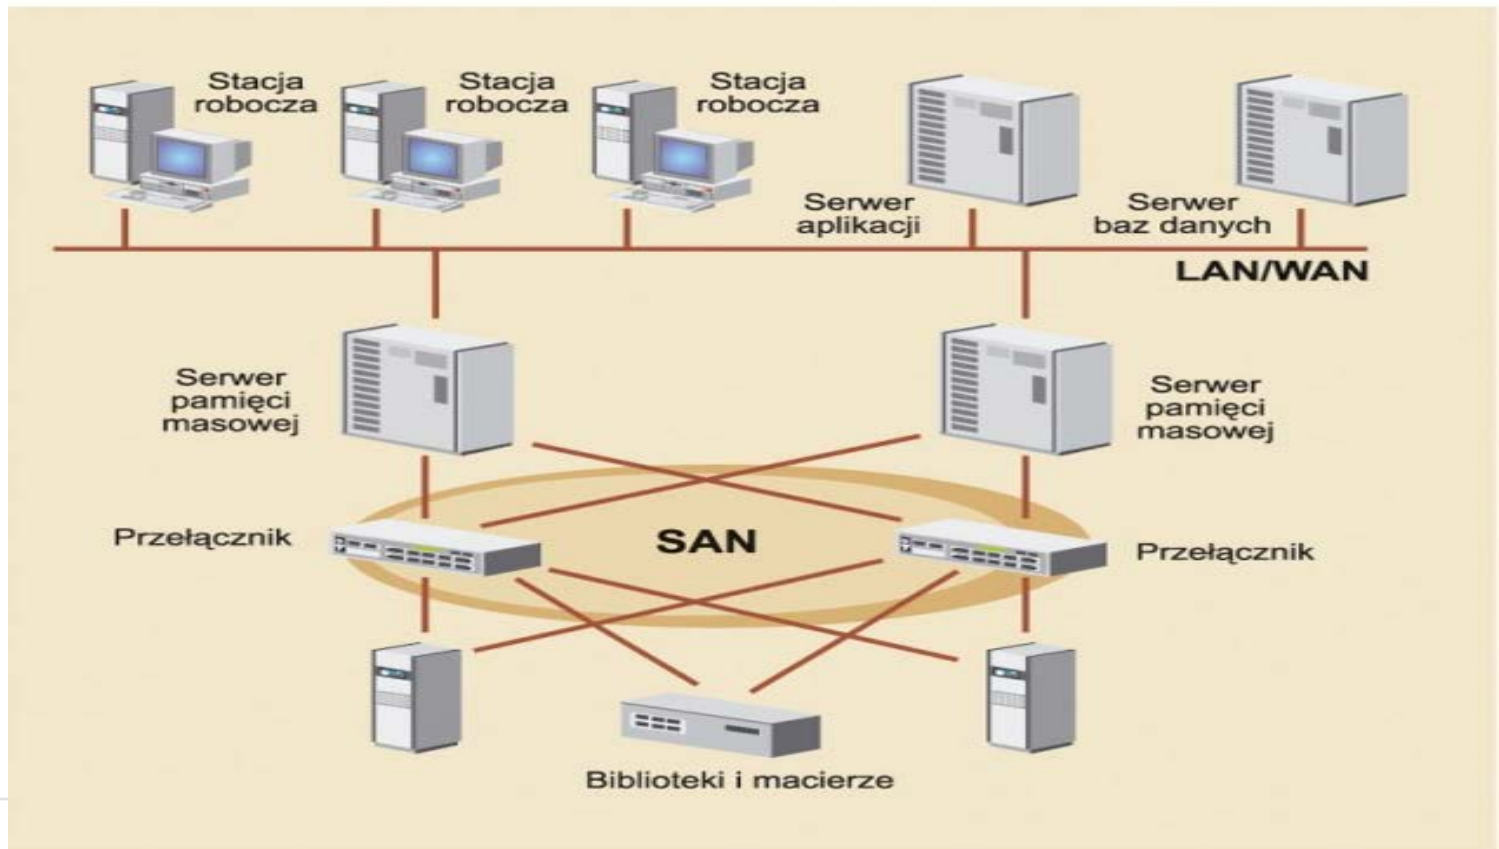 Stacja
robocza
Stacja
robocza
Stacja
robocza
Serwer
aplikacji
Serwer
baz danych
LAN/WAN
Serwer
pamięci
masowej
Serwer
pamięci
masowej
Przełącznik
SAN
Przełącznik
Biblioteki i macierze